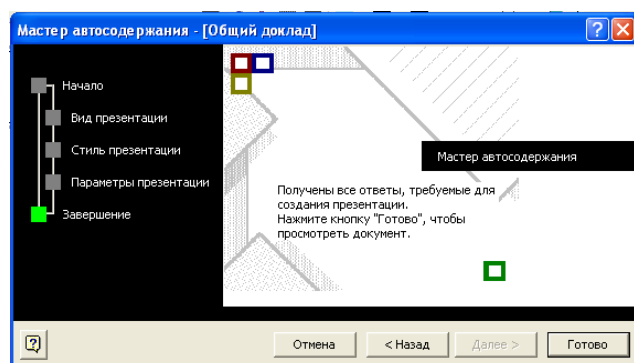 Мастер автосодержания - [Общий доклад]
Начало
Вид презентации
Стиль презентации
Параметры презентации
Завершение
Мастер автосодержания
Получены все ответы, требуемые для
создания презентации.
Нажмите кнопку "Готово", чтобы
просмотреть документ.
Отмена
< Назад
Далее >
Готово